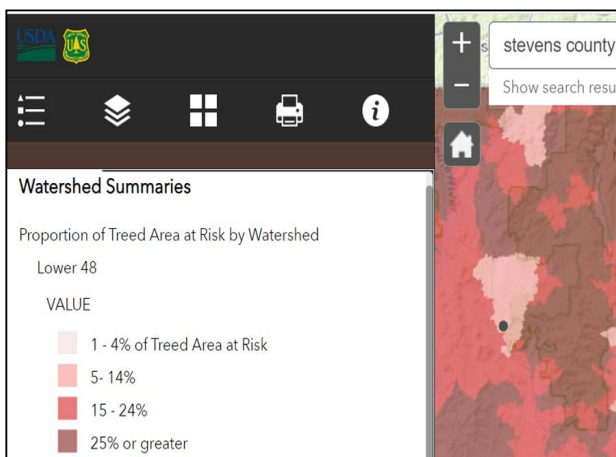 USDA
UAS
stevens county
Show search resu
Watershed Summaries
Proportion of Treed Area at Risk by Watershed
Lower 48
VALUE
1 - 4% of Treed Area at Risk
5- 14%
15 - 24%
25% or greater